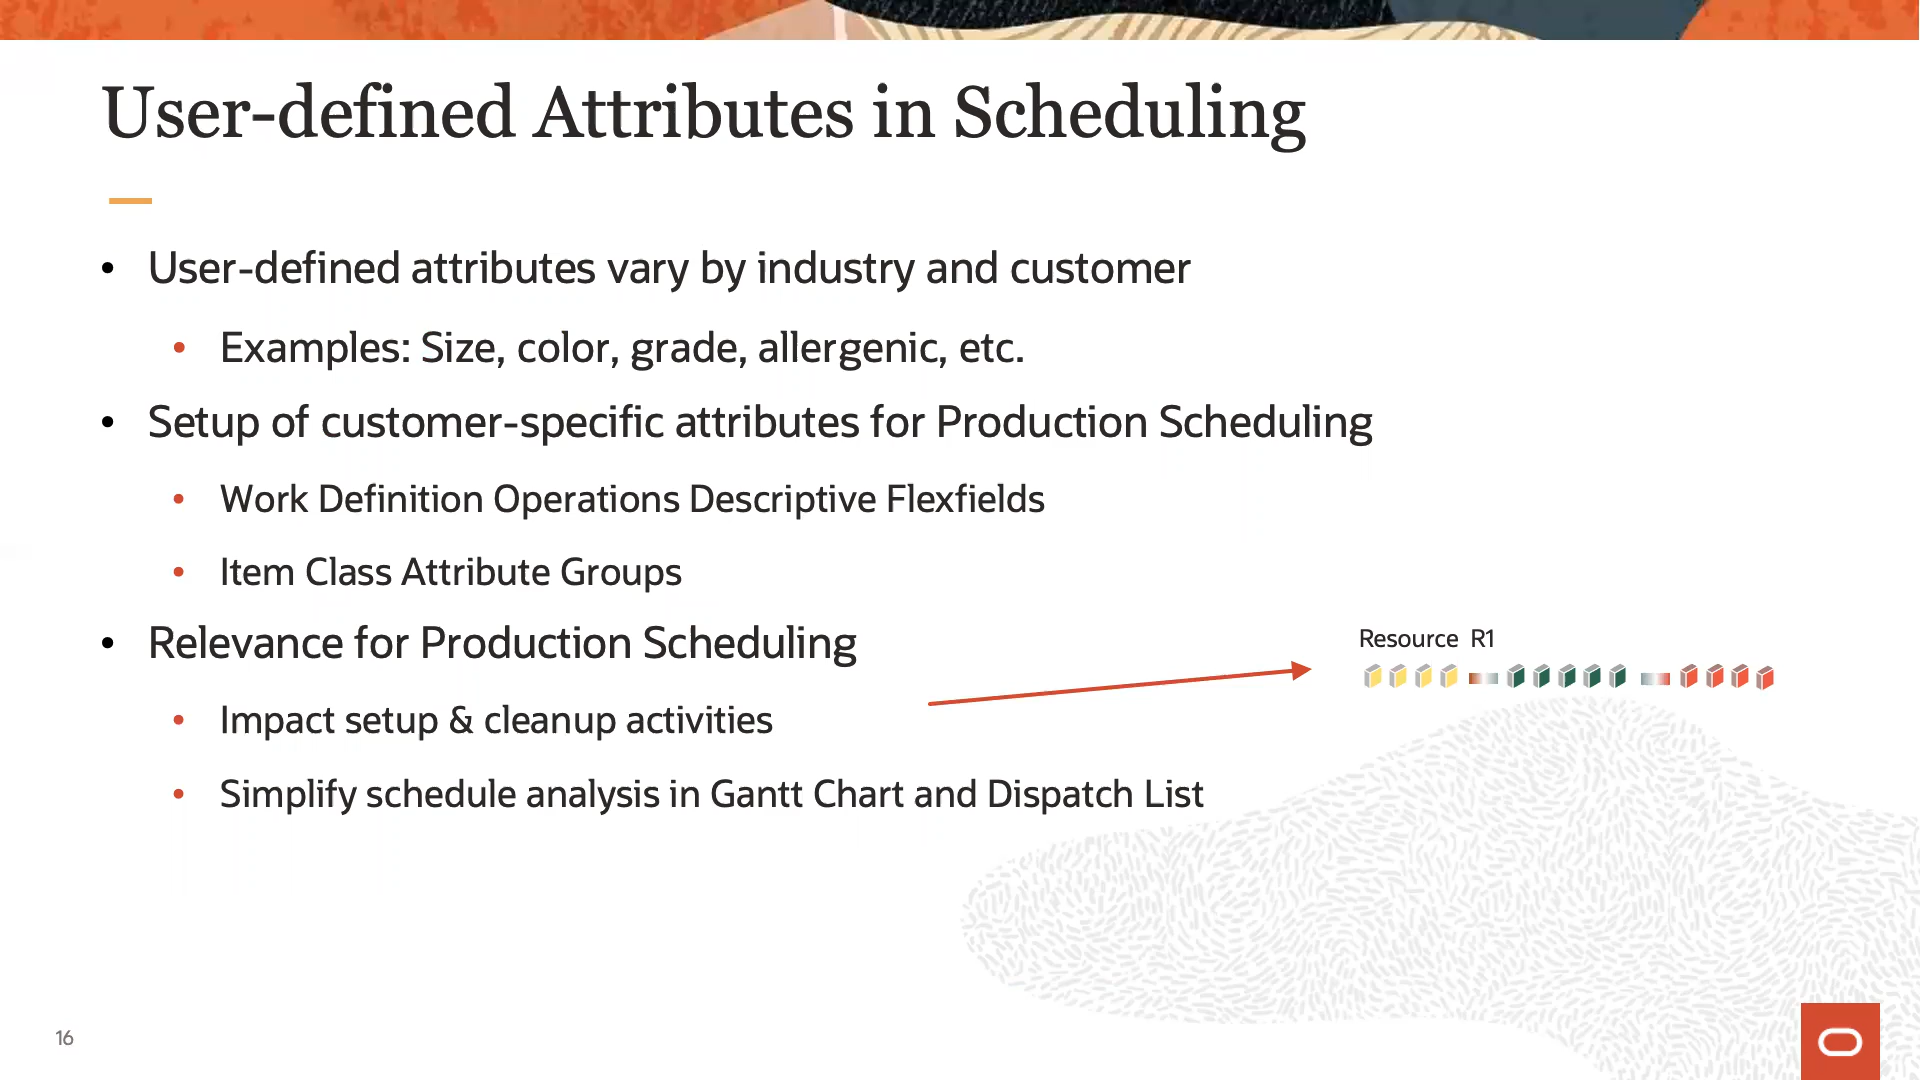 User-defined Attributes in Scheduling
• User-defined attributes vary by industry and customer
• Examples: Size, color, grade, allergenic, etc.
• Setup of customer-specific attributes for Production Scheduling
• Work Definition Operations Descriptive Flexfields
• Item Class Attribute Groups
• Relevance for Production Scheduling
• Impact setup & cleanup activities
• Simplify schedule analysis in Gantt Chart and Dispatch List
Resource R1
16